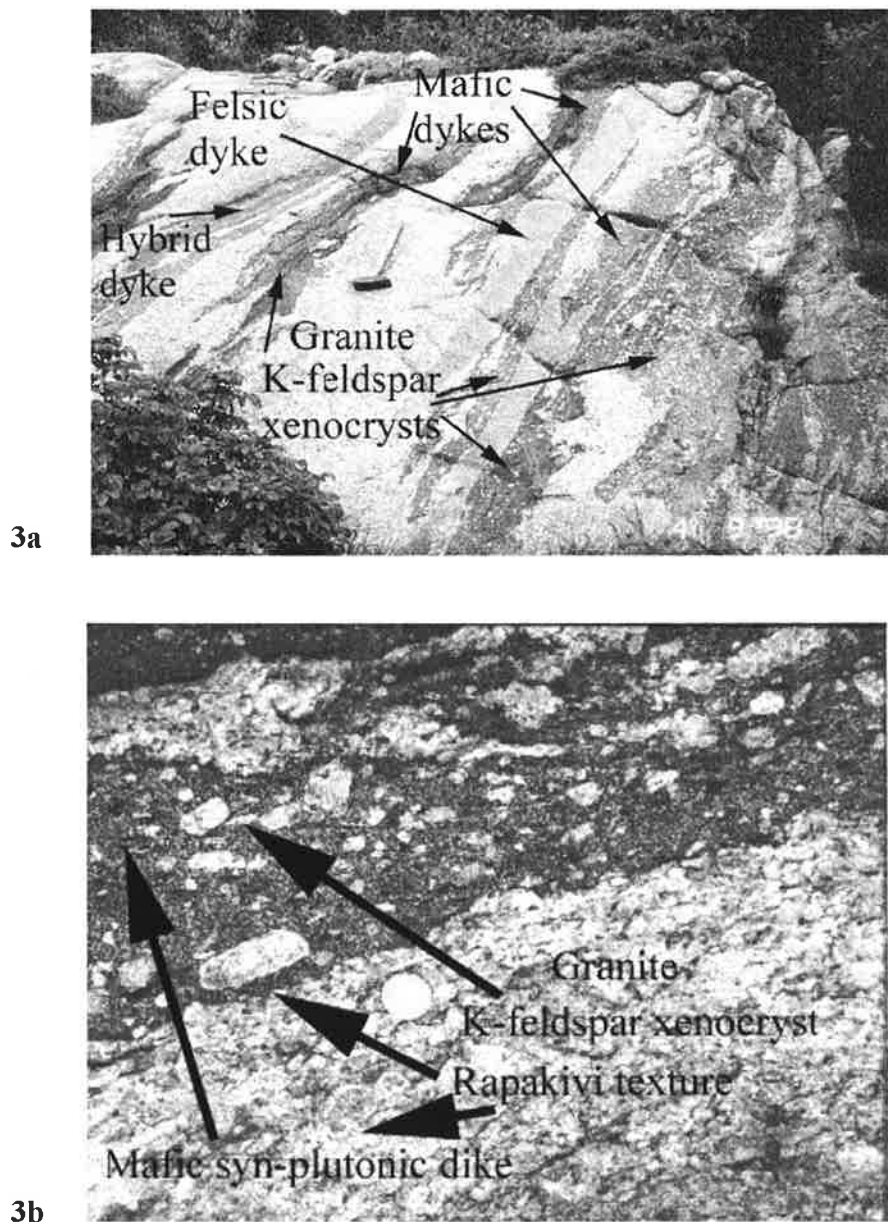 Mafic
dykes
Felsic
dyke
Hybrid
dyke
Granite
K-feldspar
xenocrysts
3a
Granite
K-feldspar xenocryst
Rapakivi texture
Mafic syn-plutonic dike
3b